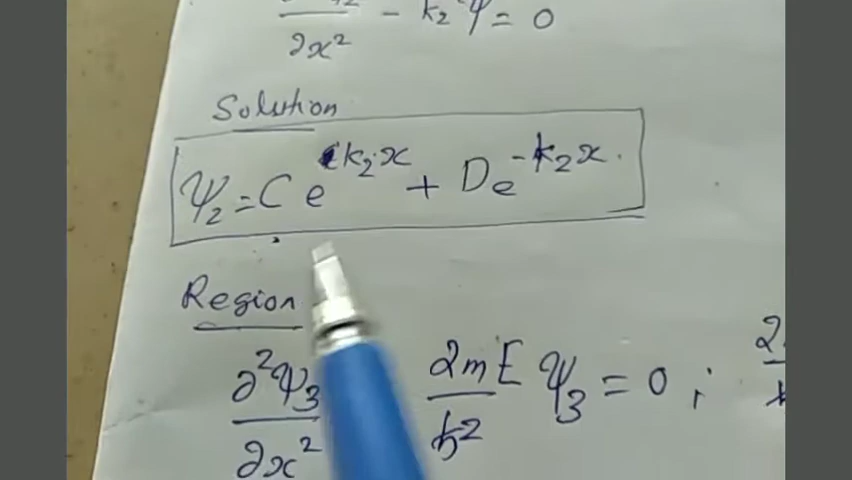 ∂x² - k₂²ψ = 0
Solution
ψ₂ = C e^{k₂x} + D e^{-k₂x}.
Region
∂²ψ₃/∂x² 2mE/ħ² ψ₃ = 0 ;